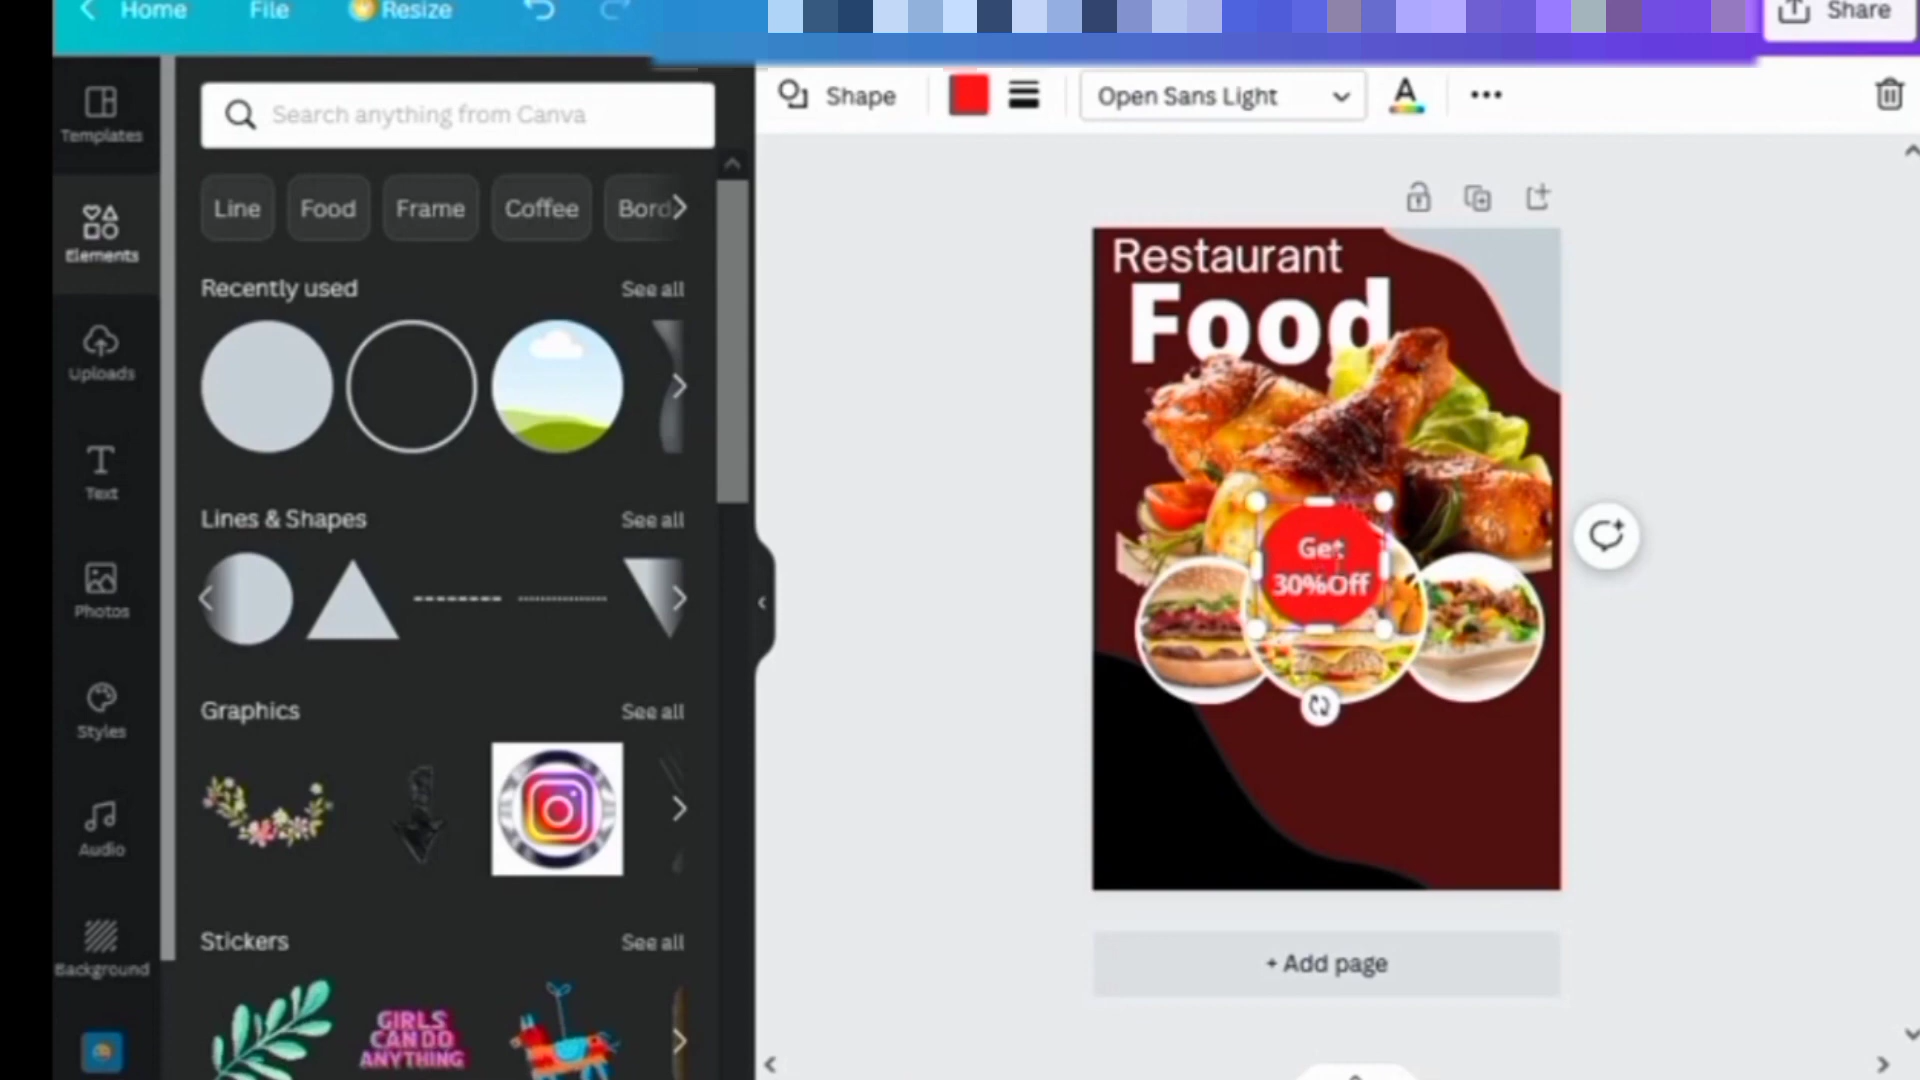 Home File Resize Share
Templates
Elements
Uploads
Text
Photos
Styles
Audio
Background
Search anything from Canva
Line Food Frame Coffee Bord
Recently used See all
Lines & Shapes See all
Graphics See all
Stickers See all
GIRLS
CAN DO
ANYTHING
Shape Open Sans Light A
Restaurant
Food
Get
30%Off
+ Add page